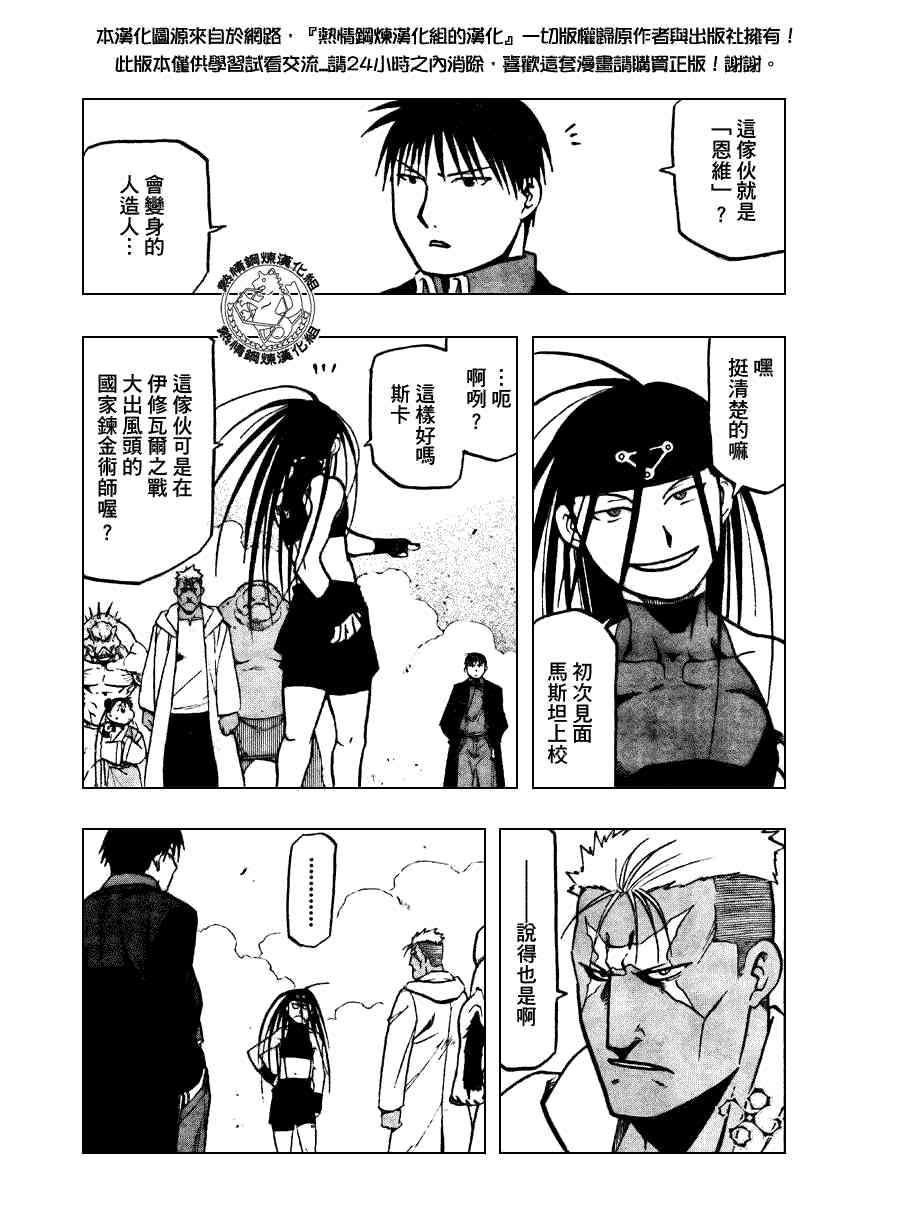 本漢化圖源來自於網路，『熱情鋼煉漢化組的漢化』一切版權歸原作者與出版社擁有！
此版本僅供學習試看交流...請24小時之內消除，喜歡這套漫畫請購買正版！謝謝。
這傢伙就是
「恩維」？
會變身的
人造人…
熱情鋼煉漢化組
熱情鋼煉漢化組
嘿
挺清楚的嘛
初次見面
馬斯坦上校
…呃
啊咧？
這樣好嗎
斯卡
這傢伙可是在
伊修瓦爾之戰
大出風頭的
國家鍊金術師喔？
——說得也是啊
………